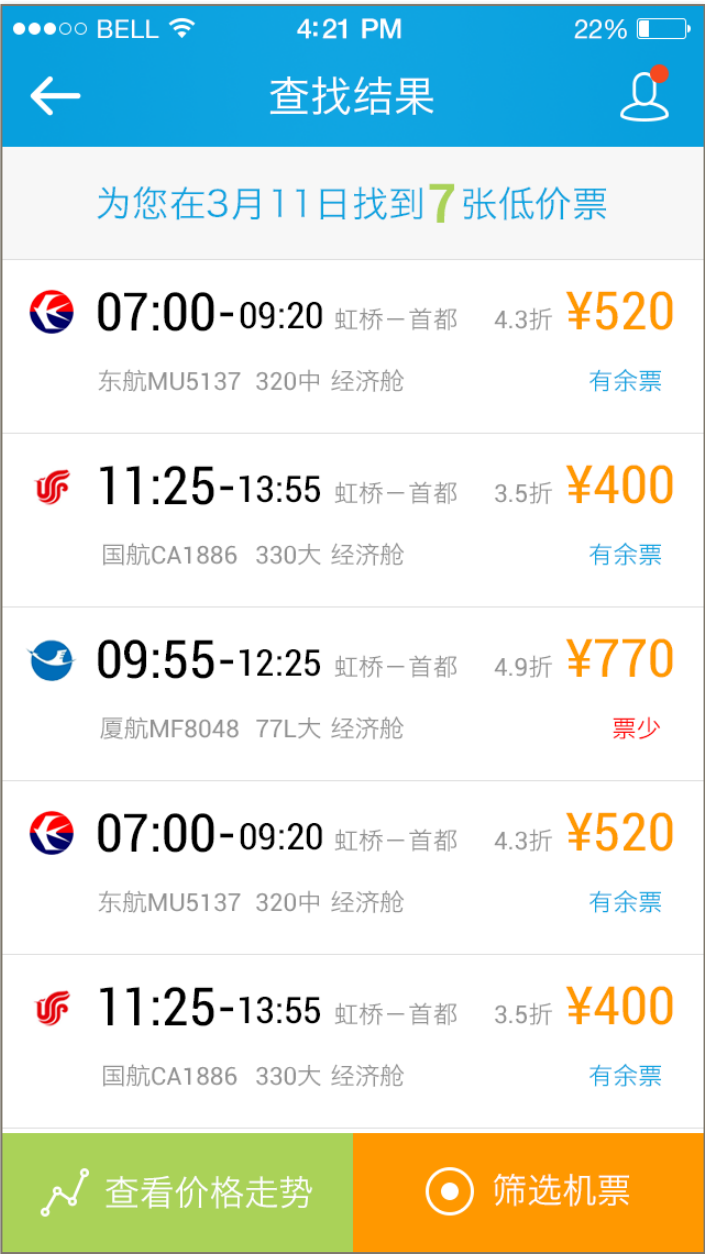 BELL 4:21 PM 22%
查找结果
为您在3月11日找到7张低价票
07:00-09:20 虹桥－首都 4.3折 ¥520
东航MU5137 320中 经济舱 有余票
11:25-13:55 虹桥－首都 3.5折 ¥400
国航CA1886 330大 经济舱 有余票
09:55-12:25 虹桥－首都 4.9折 ¥770
厦航MF8048 77L大 经济舱 票少
07:00-09:20 虹桥－首都 4.3折 ¥520
东航MU5137 320中 经济舱 有余票
11:25-13:55 虹桥－首都 3.5折 ¥400
国航CA1886 330大 经济舱 有余票
查看价格走势 筛选机票